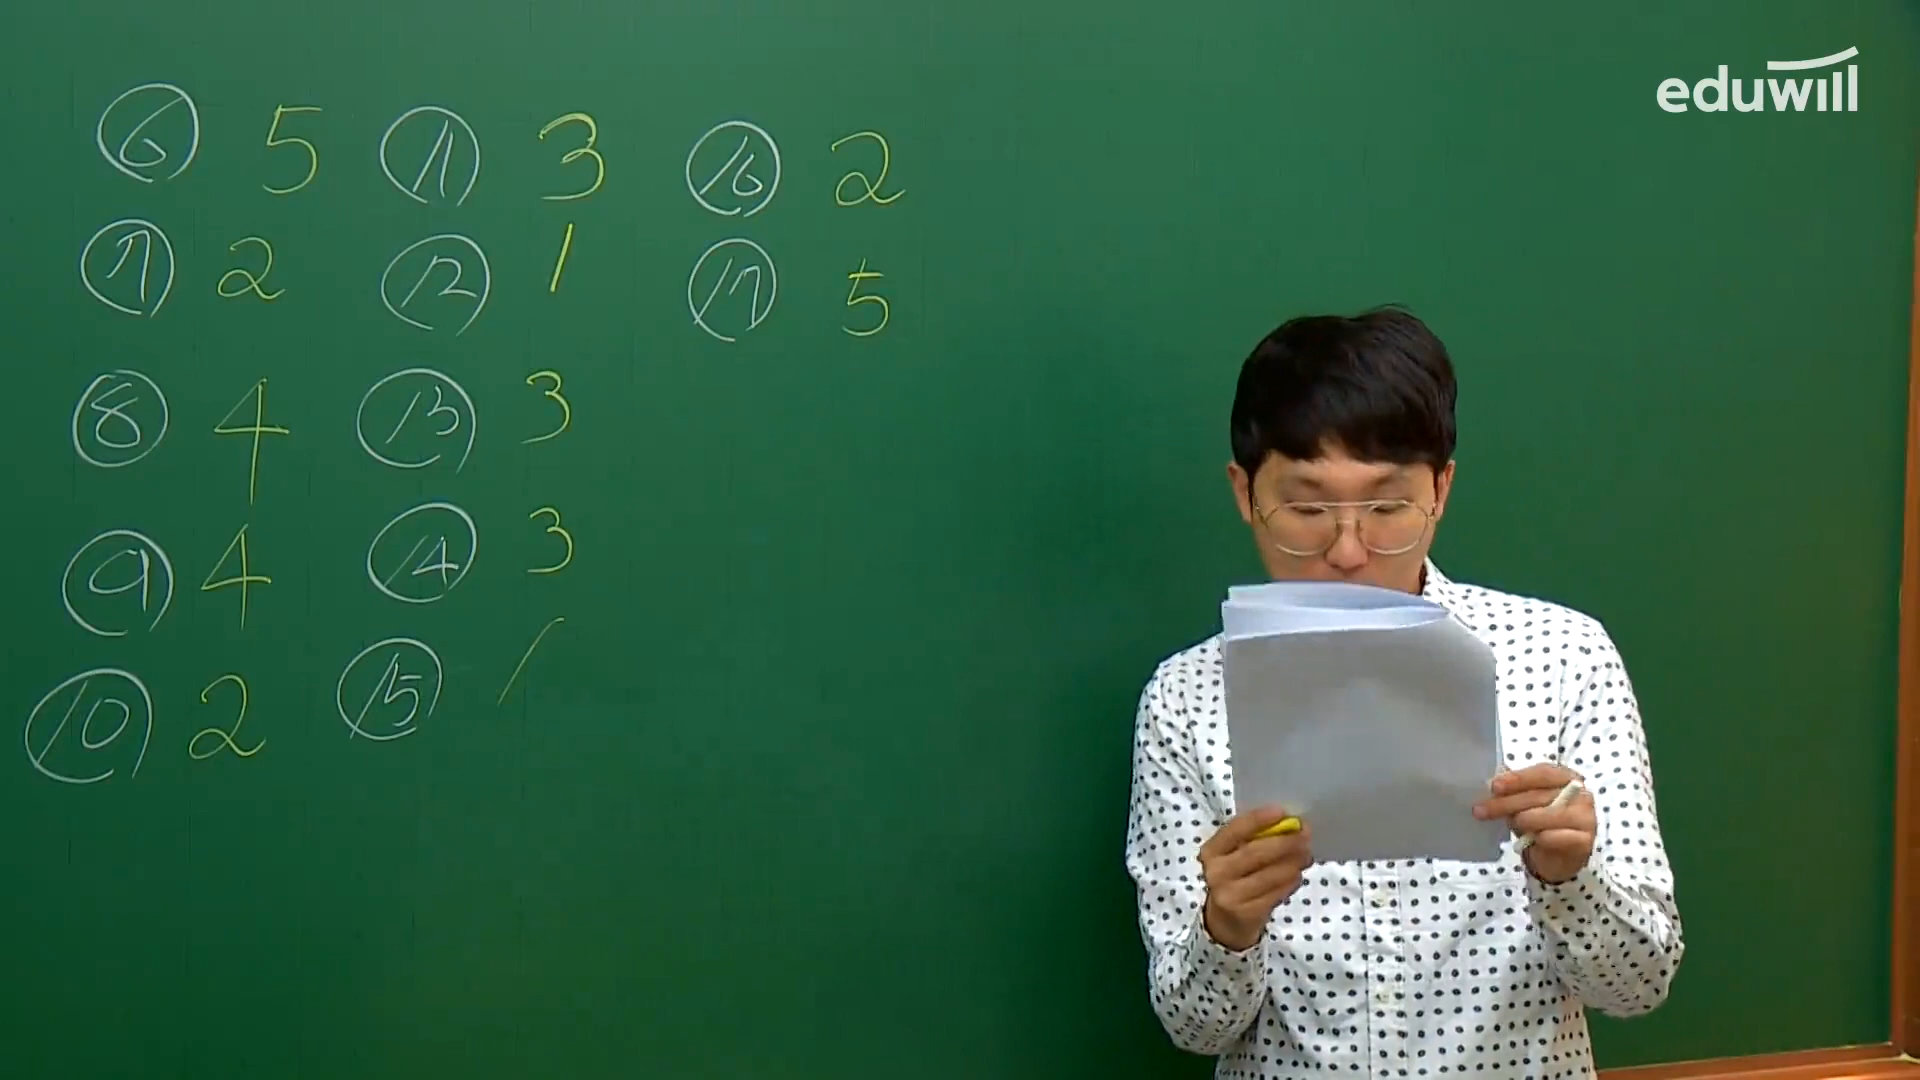 eduwill
⑥ 5 ⑪ 3 ⑯ 2
⑦ 2 ⑫ 1 ⑰ 5
⑧ 4 ⑬ 3
⑨ 4 ⑭ 3
⑩ 2 ⑮ 1